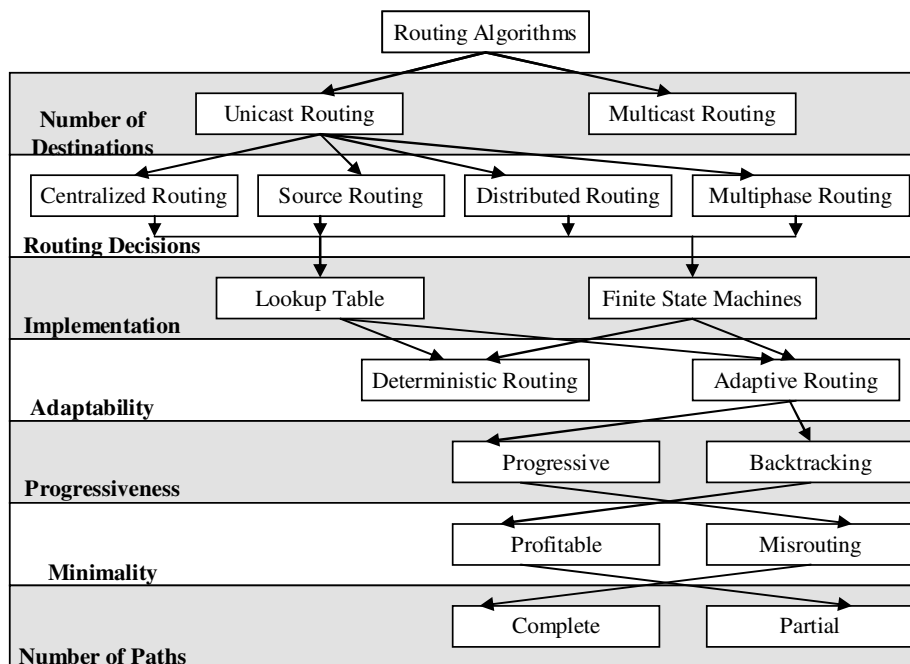 Routing Algorithms
Unicast Routing
Multicast Routing
Number of
Destinations
Centralized Routing
Source Routing
Distributed Routing
Multiphase Routing
Routing Decisions
Lookup Table
Finite State Machines
Implementation
Deterministic Routing
Adaptive Routing
Adaptability
Progressive
Backtracking
Progressiveness
Profitable
Misrouting
Minimality
Complete
Partial
Number of Paths